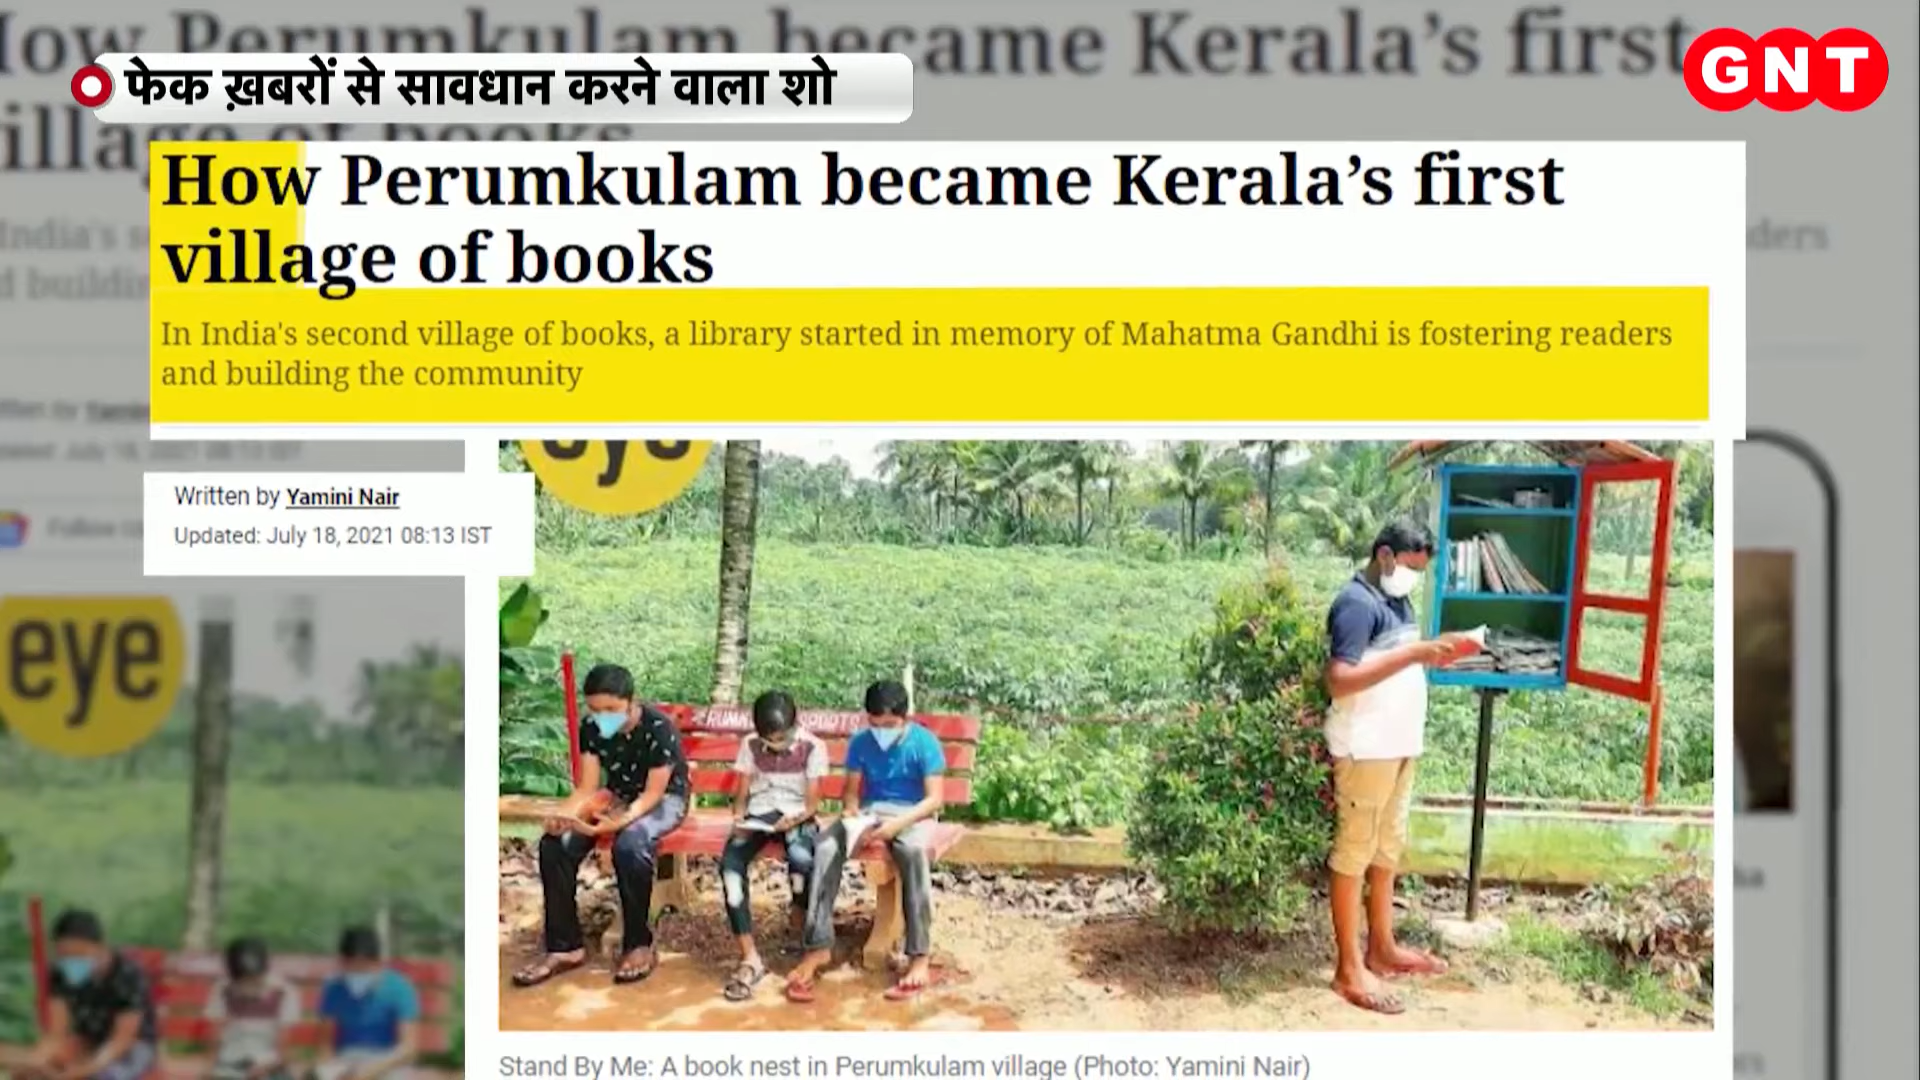 फेक ख़बरों से सावधान करने वाला शो
GNT
How Perumkulam became Kerala's first
village of books
In India's second village of books, a library started in memory of Mahatma Gandhi is fostering readers
and building the community
Written by Yamini Nair
Updated: July 18, 2021 08:13 IST
eye
eye
Stand By Me: A book nest in Perumkulam village (Photo: Yamini Nair)